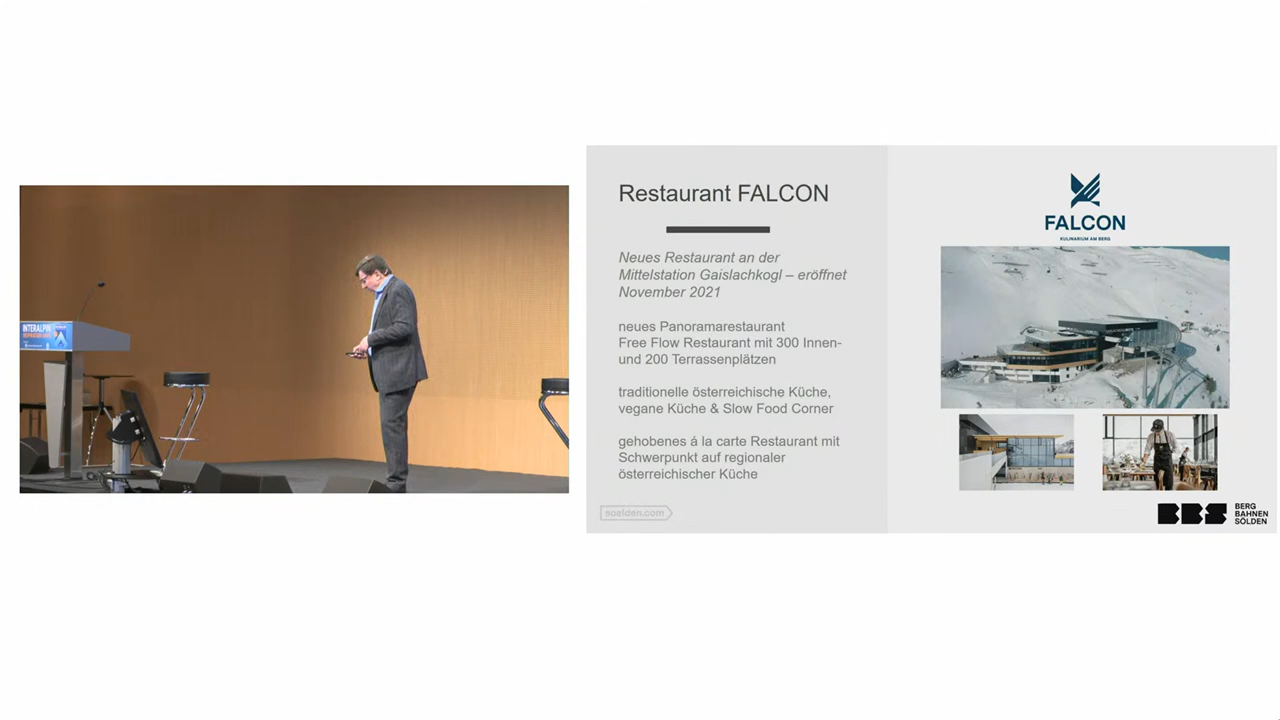 INTERALPIN
Restaurant FALCON
Neues Restaurant an der
Mittelstation Gaislachkogl – eröffnet
November 2021
neues Panoramarestaurant
Free Flow Restaurant mit 300 Innen-
und 200 Terrassenplätzen
traditionelle österreichische Küche,
vegane Küche & Slow Food Corner
gehobenes á la carte Restaurant mit
Schwerpunkt auf regionaler
österreichischer Küche
soelden.com
FALCON
KULINARIUM AM BERG
BBS
BERG
BAHNEN
SÖLDEN